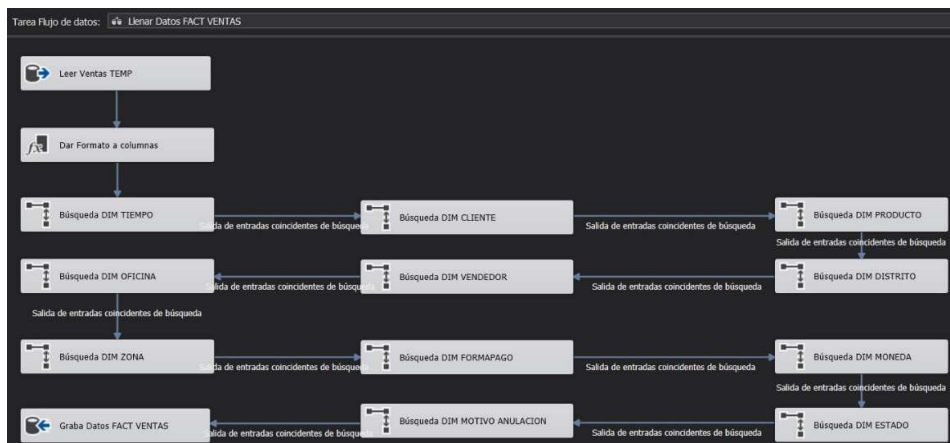 Tarea Flujo de datos: Llenar Datos FACT VENTAS
Leer Ventas TEMP
Dar Formato a columnas
Búsqueda DIM TIEMPO
Salida de entradas coincidentes de búsqueda
Búsqueda DIM CLIENTE
Salida de entradas coincidentes de búsqueda
Búsqueda DIM PRODUCTO
Salida de entradas coincidentes de búsqueda
Búsqueda DIM DISTRITO
Salida de entradas coincidentes de búsqueda
Búsqueda DIM VENDEDOR
Salida de entradas coincidentes de búsqueda
Búsqueda DIM OFICINA
Salida de entradas coincidentes de búsqueda
Búsqueda DIM ZONA
Salida de entradas coincidentes de búsqueda
Búsqueda DIM FORMAPAGO
Salida de entradas coincidentes de búsqueda
Búsqueda DIM MONEDA
Salida de entradas coincidentes de búsqueda
Búsqueda DIM ESTADO
Salida de entradas coincidentes de búsqueda
Búsqueda DIM MOTIVO ANULACION
Salida de entradas coincidentes de búsqueda
Graba Datos FACT VENTAS